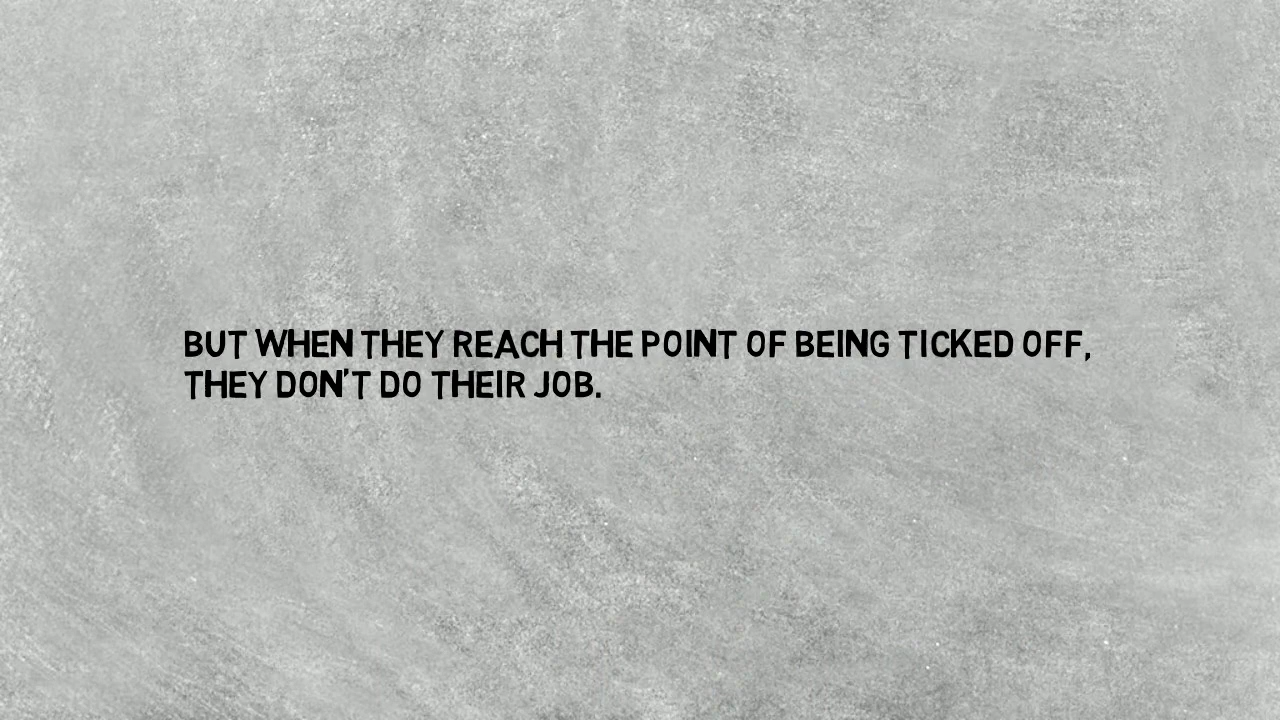 BUT WHEN THEY REACH THE POINT OF BEING TICKED OFF,
THEY DON'T DO THEIR JOB.